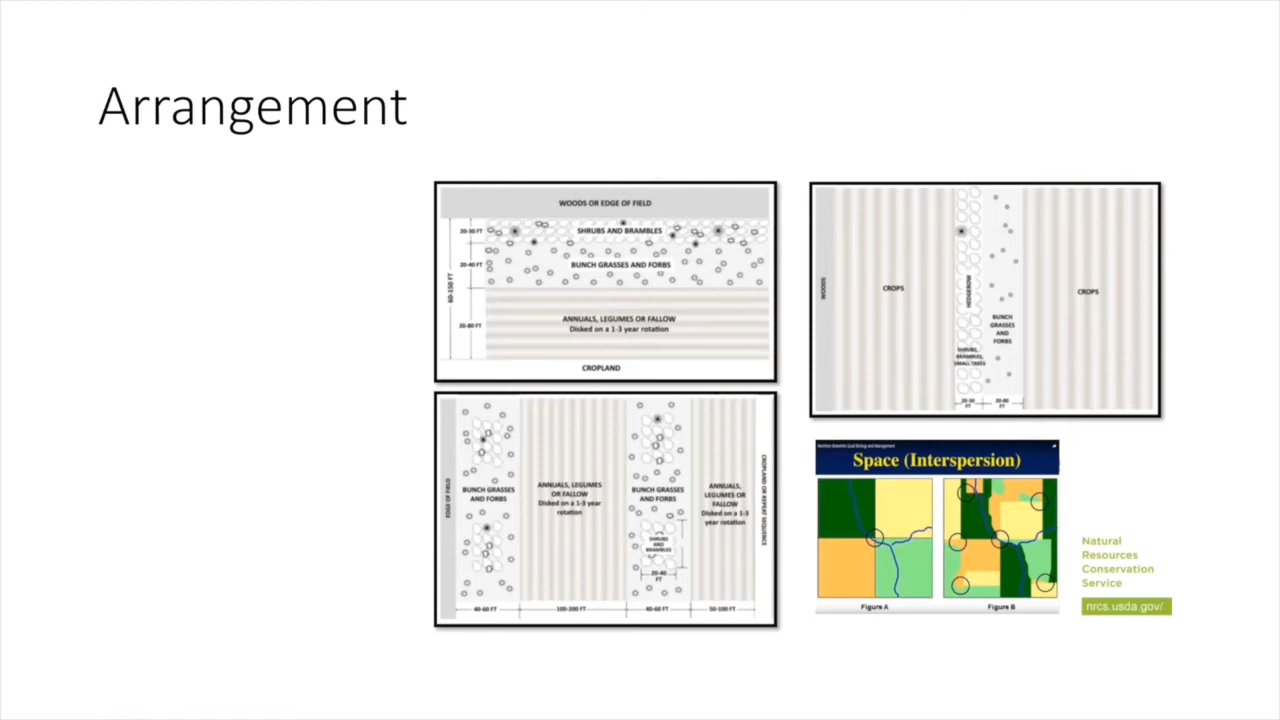 Arrangement
WOODS OR EDGE OF FIELD
20-30 FT
SHRUBS AND BRAMBLES
20-40 FT
BUNCH GRASSES AND FORBS
60-150 FT
20-80 FT
ANNUALS, LEGUMES OR FALLOW
Disked on a 1-3 year rotation
CROPLAND
WOODS
CROPS
HEDGEROW
SHRUBS,
BRAMBLES,
SMALL TREES
BUNCH
GRASSES
AND
FORBS
CROPS
20-30
FT
20-80
FT
EDGE OF FIELD
BUNCH GRASSES
AND FORBS
ANNUALS, LEGUMES
OR FALLOW
Disked on a 1-3 year
rotation
BUNCH GRASSES
AND FORBS
SHRUBS
AND
BRAMBLES
20-40
FT
ANNUALS,
LEGUMES OR
FALLOW
Disked on a 1-3
year rotation
CROPLAND OR REPEAT SEQUENCE
40-60 FT
100-200 FT
40-60 FT
50-100 FT
Northern Bobwhite Quail Biology and Management
Space (Interspersion)
Figure A
Figure B
Natural
Resources
Conservation
Service
nrcs.usda.gov/